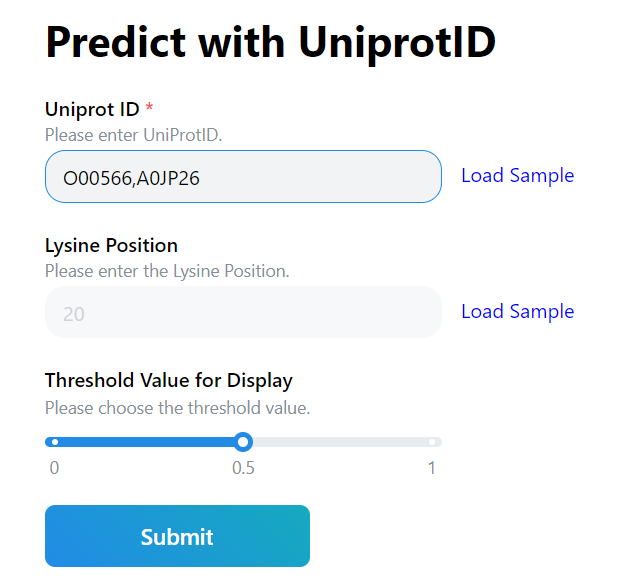 Predict with UniprotID
Uniprot ID *
Please enter UniProtID.
O00566,A0JP26
Load Sample
Lysine Position
Please enter the Lysine Position.
20
Load Sample
Threshold Value for Display
Please choose the threshold value.
0 0.5 1
Submit